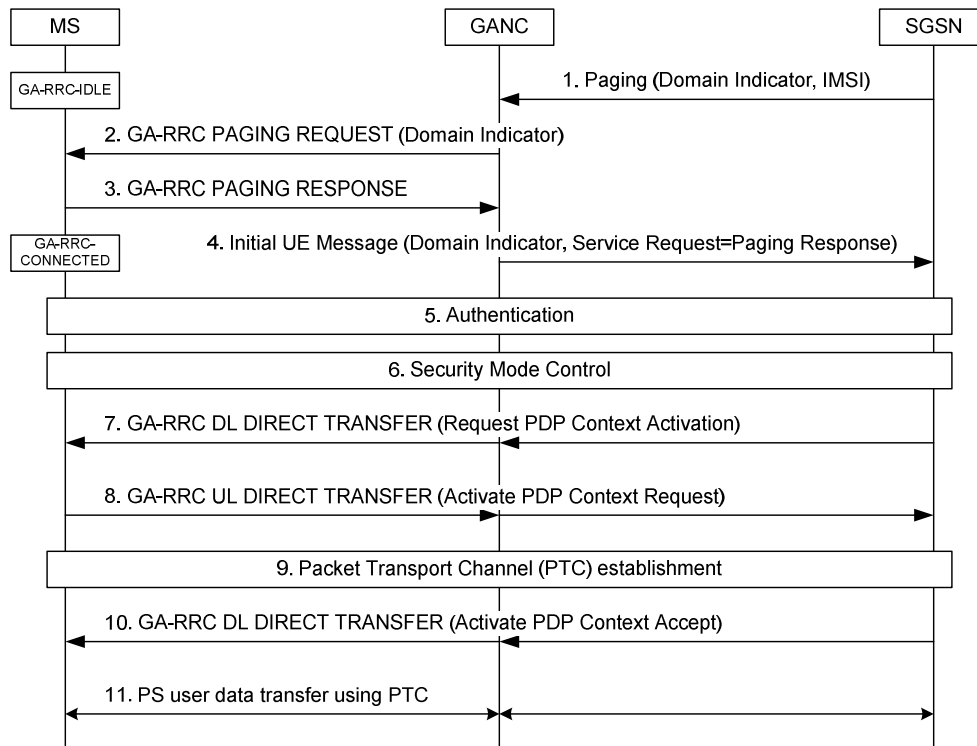 MS
GANC
SGSN
GA-RRC-IDLE
1. Paging (Domain Indicator, IMSI)
2. GA-RRC PAGING REQUEST (Domain Indicator)
3. GA-RRC PAGING RESPONSE
GA-RRC-
CONNECTED
4. Initial UE Message (Domain Indicator, Service Request=Paging Response)
5. Authentication
6. Security Mode Control
7. GA-RRC DL DIRECT TRANSFER (Request PDP Context Activation)
8. GA-RRC UL DIRECT TRANSFER (Activate PDP Context Request)
9. Packet Transport Channel (PTC) establishment
10. GA-RRC DL DIRECT TRANSFER (Activate PDP Context Accept)
11. PS user data transfer using PTC